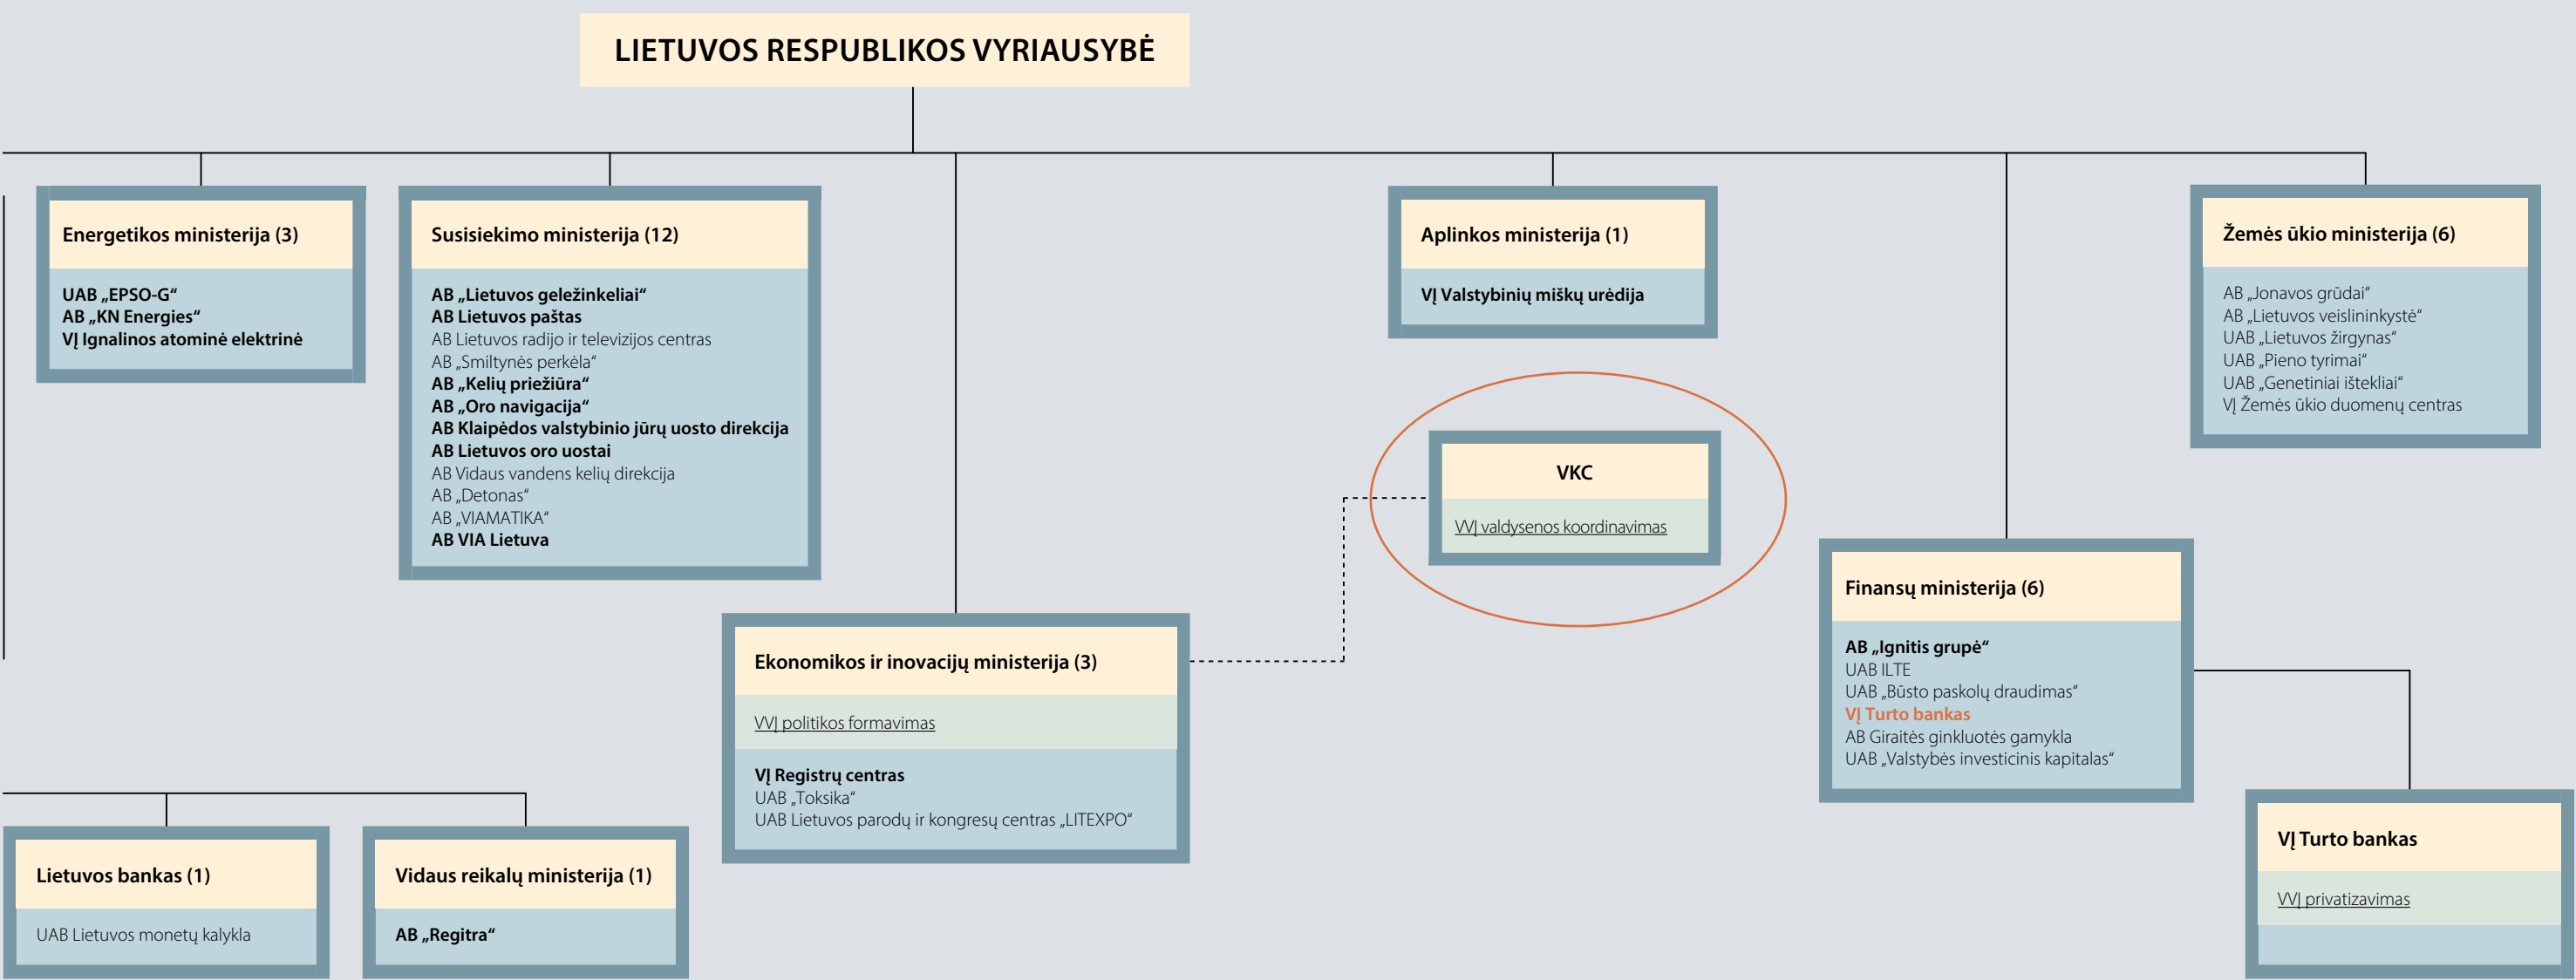 LIETUVOS RESPUBLIKOS VYRIAUSYBĖ
Energetikos ministerija (3)
UAB „EPSO-G“
AB „KN Energies“
VĮ Ignalinos atominė elektrinė
Susisiekimo ministerija (12)
AB „Lietuvos geležinkeliai“
AB Lietuvos paštas
AB Lietuvos radijo ir televizijos centras
AB „Smiltynės perkėla“
AB „Kelių priežiūra“
AB „Oro navigacija“
AB Klaipėdos valstybinio jūrų uosto direkcija
AB Lietuvos oro uostai
AB Vidaus vandens kelių direkcija
AB „Detonas“
AB „VIAMATIKA“
AB VIA Lietuva
Aplinkos ministerija (1)
VĮ Valstybinių miškų urėdija
Žemės ūkio ministerija (6)
AB „Jonavos grūdai“
AB „Lietuvos veislininkystė“
UAB „Lietuvos žirgynas“
UAB „Pieno tyrimai“
UAB „Genetiniai ištekliai“
VĮ Žemės ūkio duomenų centras
VKC
VVĮ valdysenos koordinavimas
Finansų ministerija (6)
AB „Ignitis grupė“
UAB ILTE
UAB „Būsto paskolų draudimas“
VĮ Turto bankas
AB Giraitės ginkluotės gamykla
UAB „Valstybės investicinis kapitalas“
Ekonomikos ir inovacijų ministerija (3)
VVĮ politikos formavimas
VĮ Registrų centras
UAB „Toksika“
UAB Lietuvos parodų ir kongresų centras „LITEXPO“
Lietuvos bankas (1)
UAB Lietuvos monetų kalykla
Vidaus reikalų ministerija (1)
AB „Regitra“
VĮ Turto bankas
VVĮ privatizavimas